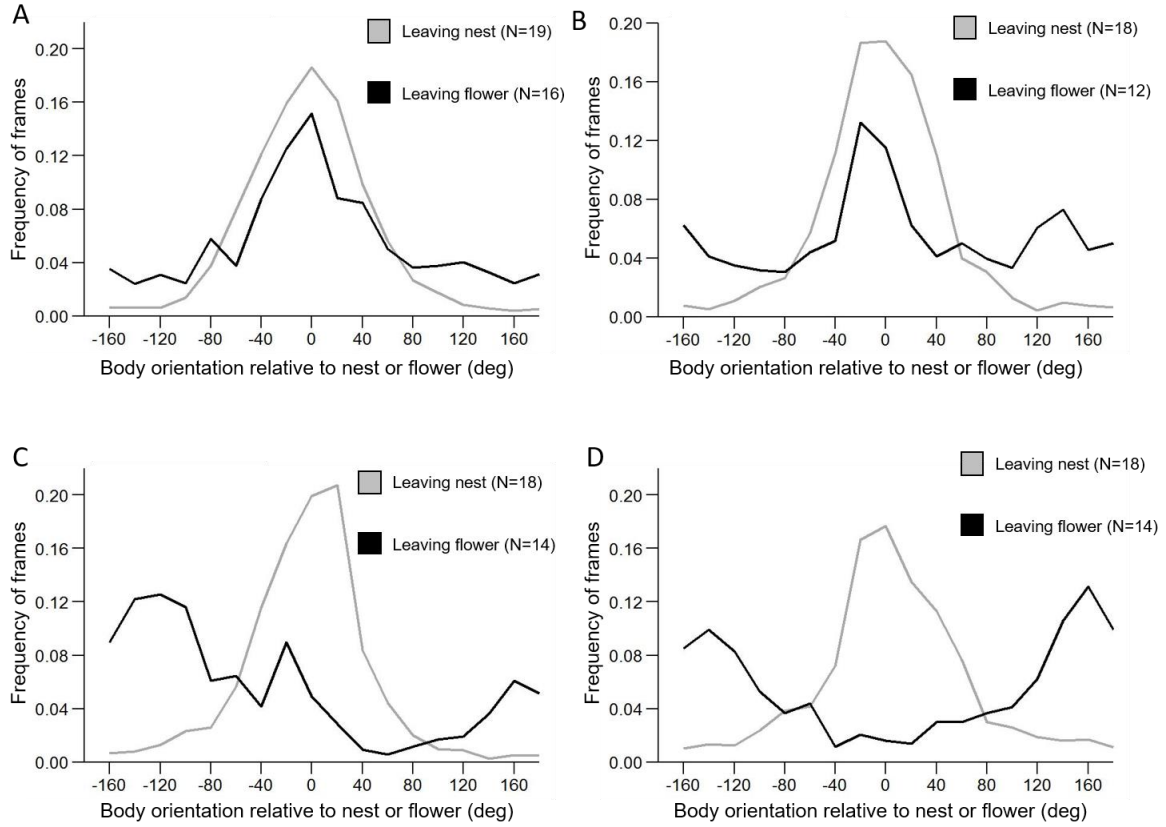 A
Leaving nest (N=19)
Leaving flower (N=16)
Frequency of frames
0.20
0.16
0.12
0.08
0.04
0.00
-160 -120 -80 -40 0 40 80 120 160
Body orientation relative to nest or flower (deg)
B
Leaving nest (N=18)
Leaving flower (N=12)
Frequency of frames
0.20
0.16
0.12
0.08
0.04
0.00
-160 -120 -80 -40 0 40 80 120 160
Body orientation relative to nest or flower (deg)
C
Leaving nest (N=18)
Leaving flower (N=14)
Frequency of frames
0.20
0.16
0.12
0.08
0.04
0.00
-160 -120 -80 -40 0 40 80 120 160
Body orientation relative to nest or flower (deg)
D
Leaving nest (N=18)
Leaving flower (N=14)
Frequency of frames
0.20
0.16
0.12
0.08
0.04
0.00
-160 -120 -80 -40 0 40 80 120 160
Body orientation relative to nest or flower (deg)